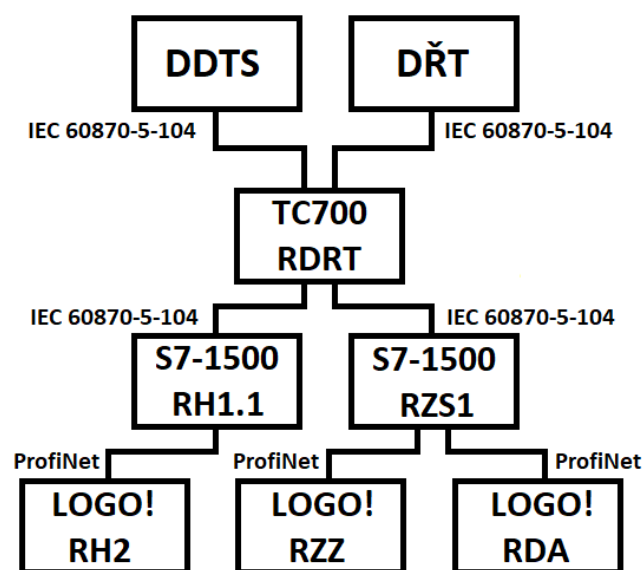 DDTS
DŘT
IEC 60870-5-104
IEC 60870-5-104
TC700
RDRT
IEC 60870-5-104
IEC 60870-5-104
S7-1500
RH1.1
S7-1500
RZS1
ProfiNet
ProfiNet
ProfiNet
LOGO!
RH2
LOGO!
RZZ
LOGO!
RDA